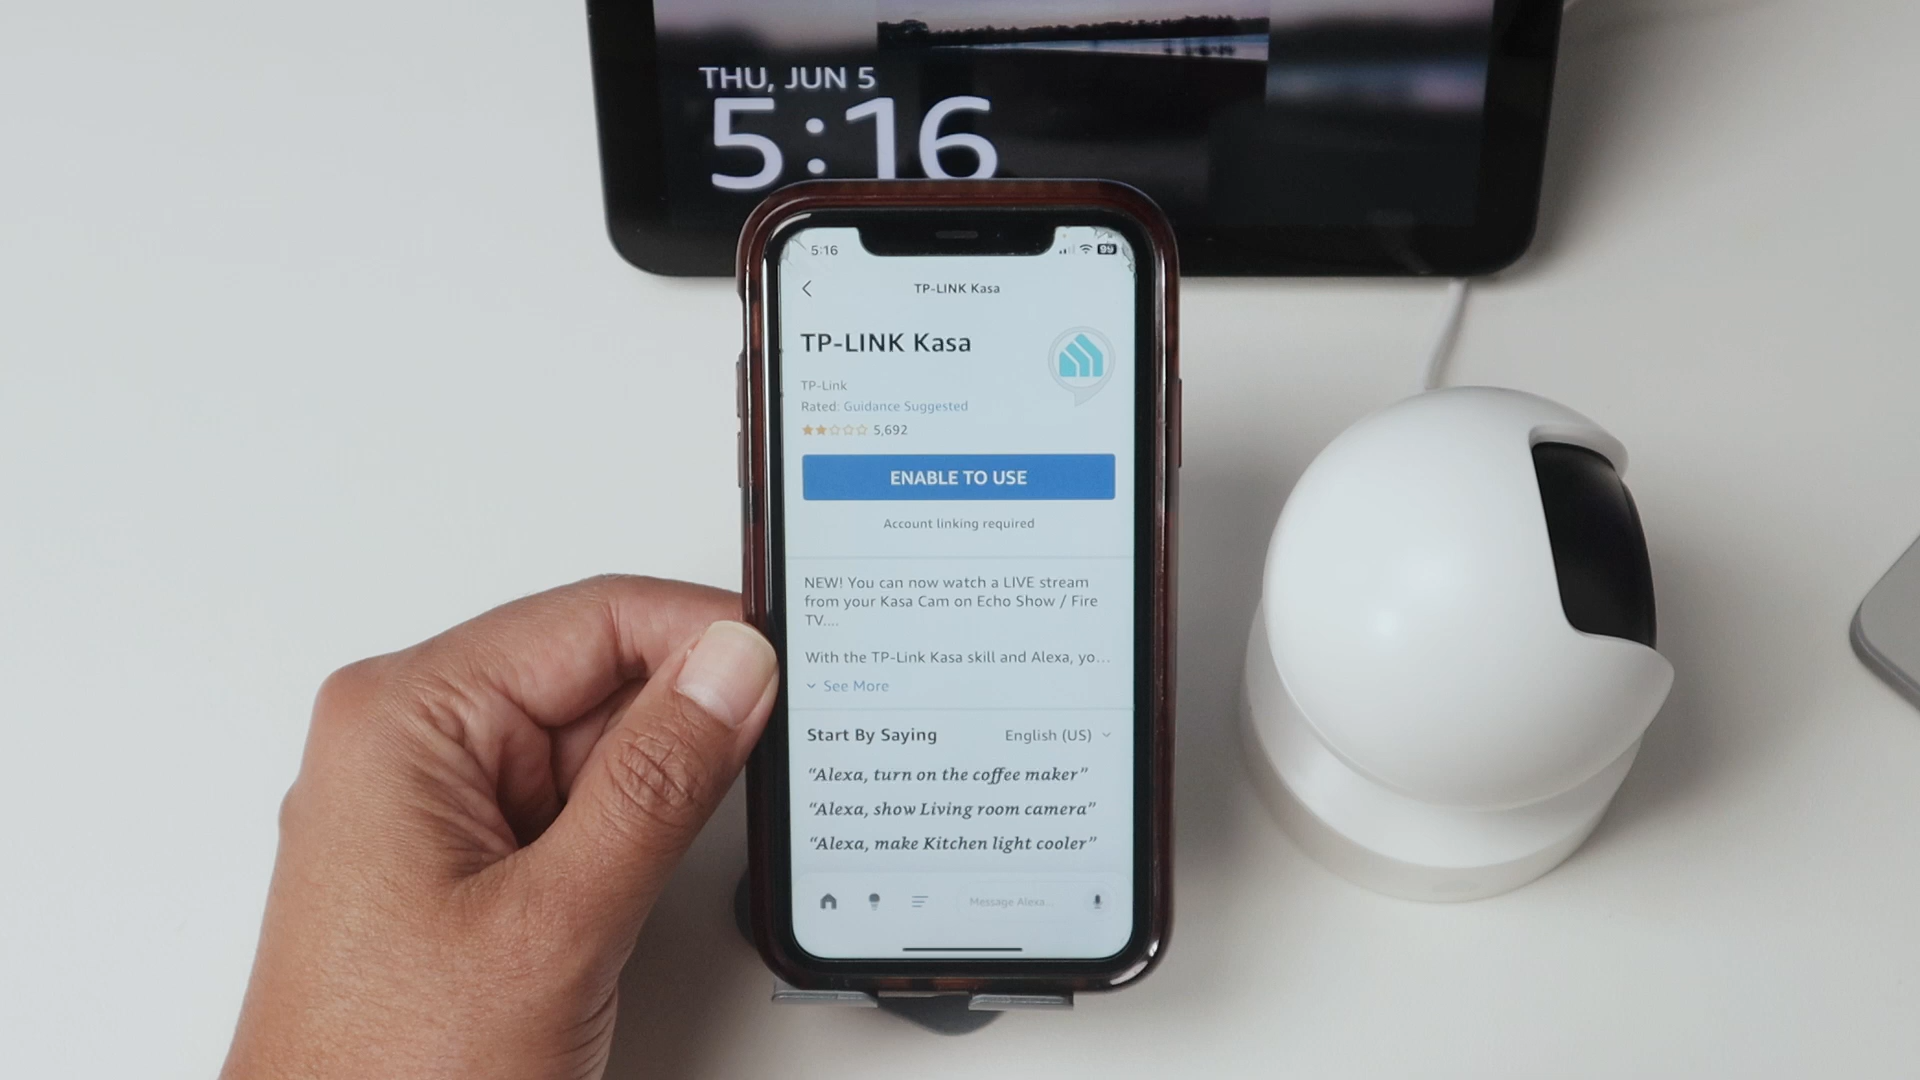 THU, JUN 5
5:16
5:16
99
TP-LINK Kasa
TP-LINK Kasa
TP-Link
Rated: Guidance Suggested
5,692
ENABLE TO USE
Account linking required
NEW! You can now watch a LIVE stream
from your Kasa Cam on Echo Show / Fire
TV....
With the TP-Link Kasa skill and Alexa, yo...
See More
Start By Saying English (US)
“Alexa, turn on the coffee maker”
“Alexa, show Living room camera”
“Alexa, make Kitchen light cooler”
Message Alexa...